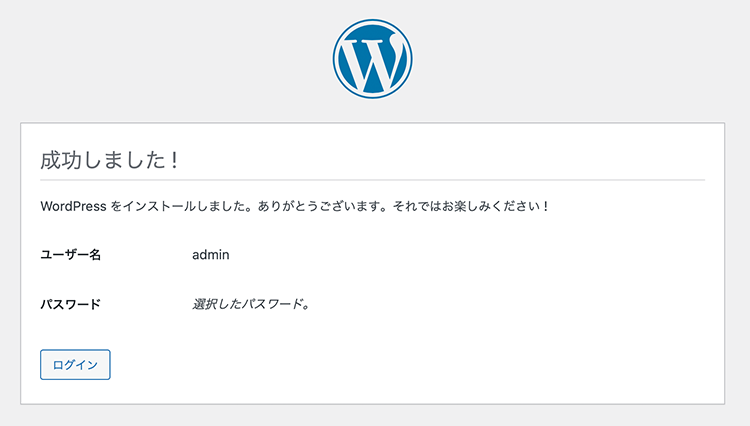 成功しました !
WordPress をインストールしました。ありがとうございます。それではお楽しみください !
ユーザー名 admin
パスワード 選択したパスワード。
ログイン